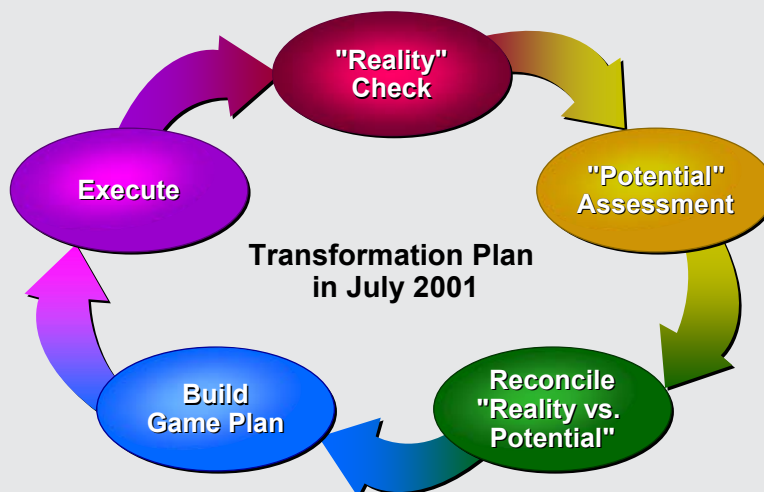 "Reality"
Check
"Potential"
Assessment
Reconcile
"Reality vs.
Potential"
Build
Game Plan
Execute
Transformation Plan
in July 2001